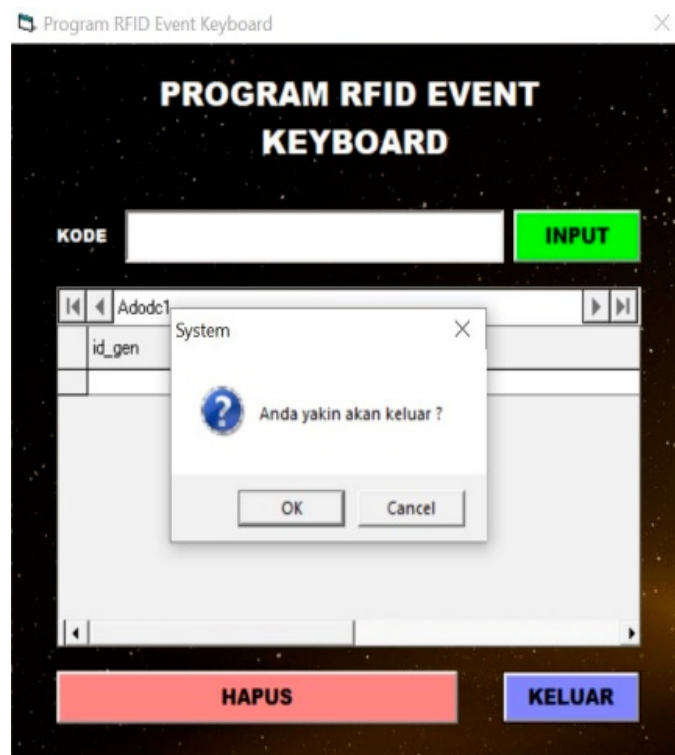 Program RFID Event Keyboard
PROGRAM RFID EVENT
KEYBOARD
KODE
INPUT
Adodc1
System
id_gen
Anda yakin akan keluar ?
OK Cancel
HAPUS
KELUAR